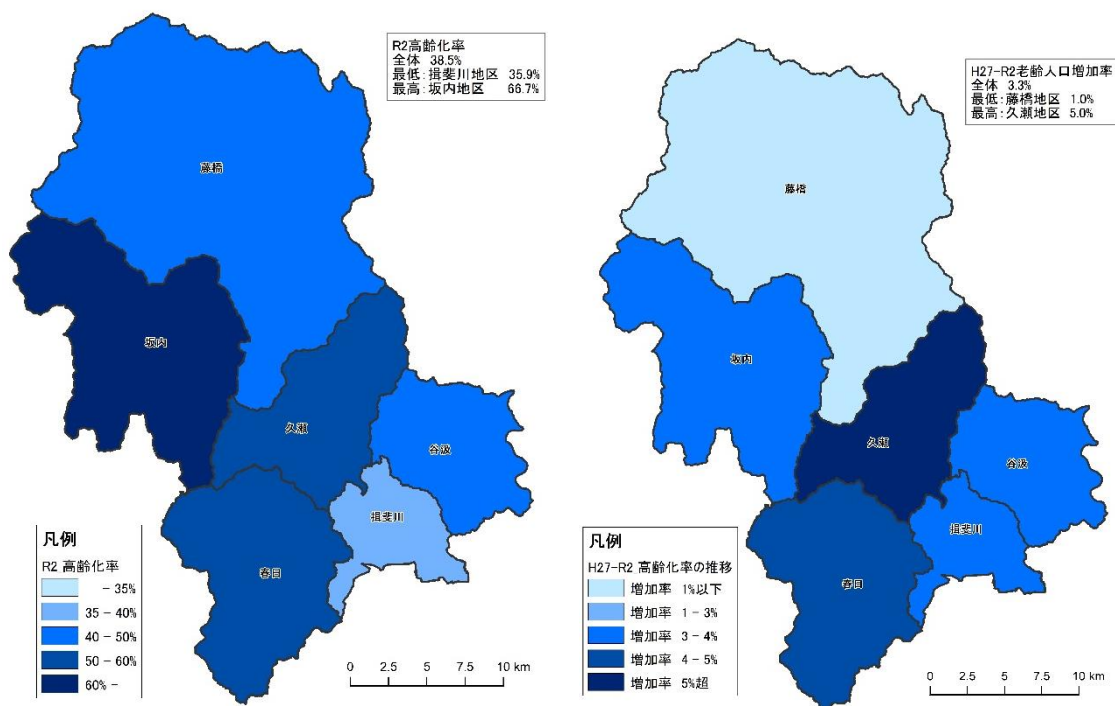 R2高齢化率
全体 38.5%
最低:揖斐川地区 35.9%
最高:坂内地区 66.7%
藤橋
坂内
久瀬
谷汲
揖斐川
春日
凡例
R2 高齢化率
- 35%
35 - 40%
40 - 50%
50 - 60%
60% -
0 2.5 5 10 km
H27-R2老齢人口増加率
全体 3.3%
最低:藤橋地区 1.0%
最高:久瀬地区 5.0%
藤橋
坂内
久瀬
谷汲
揖斐川
春日
凡例
H27-R2 高齢化率の推移
増加率 1%以下
増加率 1 - 3%
増加率 3 - 4%
増加率 4 - 5%
増加率 5%超
0 2.5 5 10 km